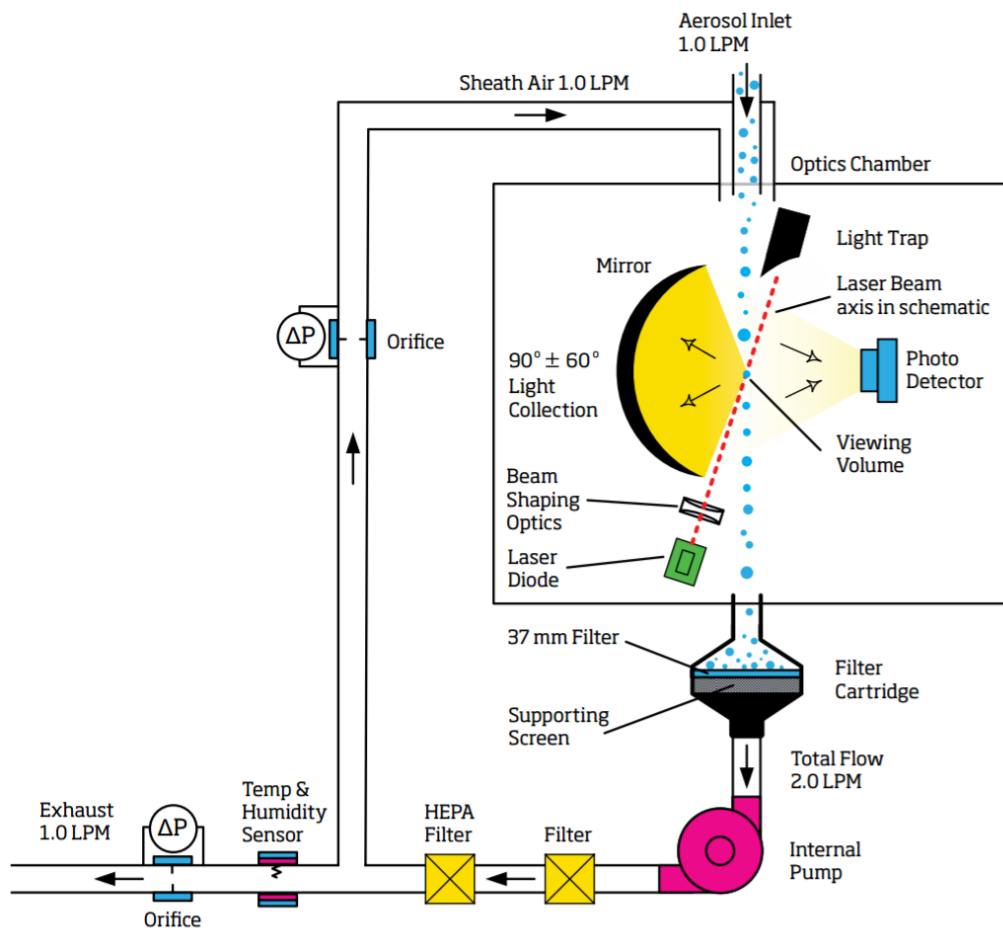 Aerosol Inlet
1.0 LPM
Sheath Air 1.0 LPM
Optics Chamber
Light Trap
Mirror
Laser Beam
axis in schematic
ΔP
Orifice
90° ± 60°
Light
Collection
Photo
Detector
Viewing
Volume
Beam
Shaping
Optics
Laser
Diode
37 mm Filter
Filter
Cartridge
Supporting
Screen
Total Flow
2.0 LPM
Exhaust
1.0 LPM
ΔP
Temp &
Humidity
Sensor
HEPA
Filter
Filter
Internal
Pump
Orifice